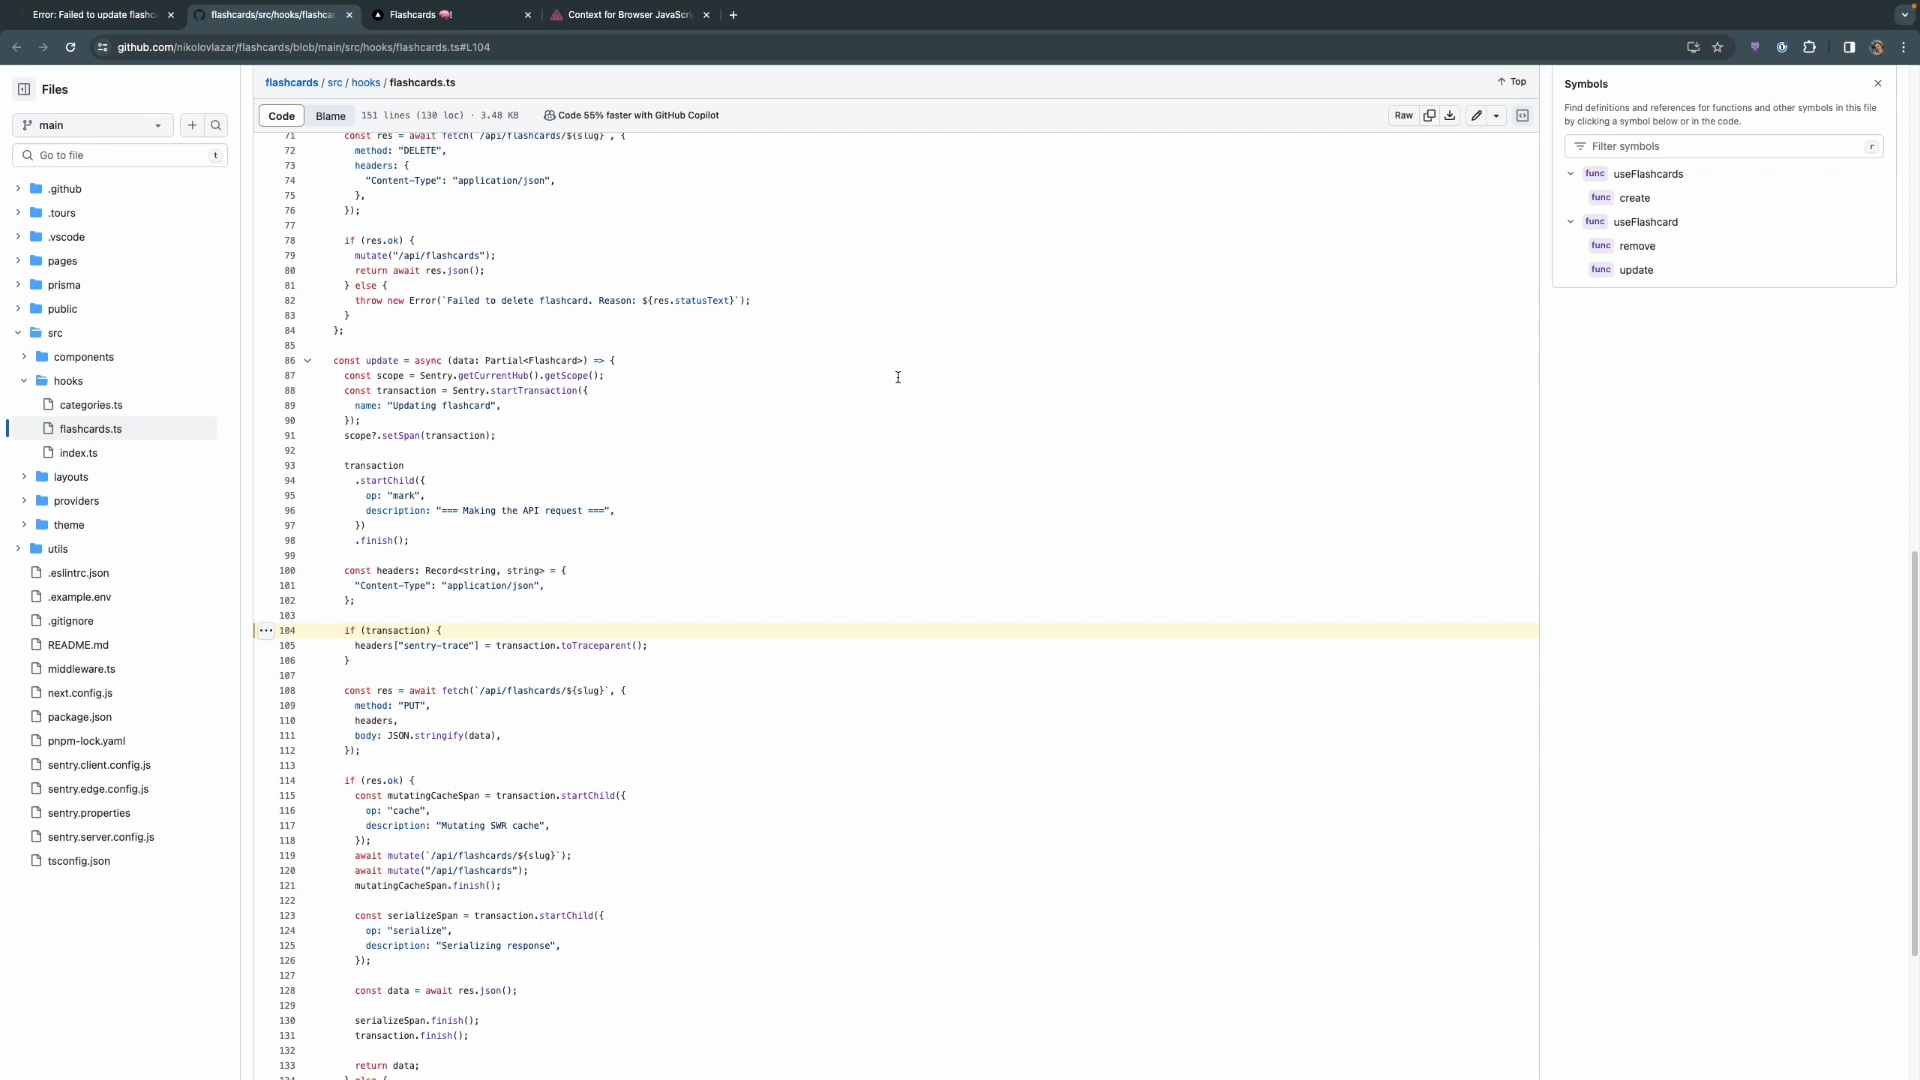 Error: Failed to update flashc
flashcards/src/hooks/flashcar
Flashcards 🧠!
Context for Browser JavaScri
github.com/nikolovlazar/flashcards/blob/main/src/hooks/flashcards.ts#L104
Files
main
Go to file
t
.github
.tours
.vscode
pages
prisma
public
src
components
hooks
categories.ts
flashcards.ts
index.ts
layouts
providers
theme
utils
.eslintrc.json
.example.env
.gitignore
README.md
middleware.ts
next.config.js
package.json
pnpm-lock.yaml
sentry.client.config.js
sentry.edge.config.js
sentry.properties
sentry.server.config.js
tsconfig.json
flashcards / src / hooks / flashcards.ts
Top
Code Blame 151 lines (130 loc) · 3.48 KB Code 55% faster with GitHub Copilot
Raw
71 const res = await fetch(`/api/flashcards/${slug}`, {
72 method: "DELETE",
73 headers: {
74 "Content-Type": "application/json",
75 },
76 });
77
78 if (res.ok) {
79 mutate("/api/flashcards");
80 return await res.json();
81 } else {
82 throw new Error(`Failed to delete flashcard. Reason: ${res.statusText}`);
83 }
84 };
85
86 const update = async (data: Partial<Flashcard>) => {
87 const scope = Sentry.getCurrentHub().getScope();
88 const transaction = Sentry.startTransaction({
89 name: "Updating flashcard",
90 });
91 scope?.setSpan(transaction);
92
93 transaction
94 .startChild({
95 op: "mark",
96 description: "=== Making the API request ===",
97 })
98 .finish();
99
100 const headers: Record<string, string> = {
101 "Content-Type": "application/json",
102 };
103
104 if (transaction) {
105 headers["sentry-trace"] = transaction.toTraceparent();
106 }
107
108 const res = await fetch(`/api/flashcards/${slug}`, {
109 method: "PUT",
110 headers,
111 body: JSON.stringify(data),
112 });
113
114 if (res.ok) {
115 const mutatingCacheSpan = transaction.startChild({
116 op: "cache",
117 description: "Mutating SWR cache",
118 });
119 await mutate(`/api/flashcards/${slug}`);
120 await mutate("/api/flashcards");
121 mutatingCacheSpan.finish();
122
123 const serializeSpan = transaction.startChild({
124 op: "serialize",
125 description: "Serializing response",
126 });
127
128 const data = await res.json();
129
130 serializeSpan.finish();
131 transaction.finish();
132
133 return data;
134 } else {
Symbols
Find definitions and references for functions and other symbols in this file
by clicking a symbol below or in the code.
Filter symbols
r
func useFlashcards
func create
func useFlashcard
func remove
func update